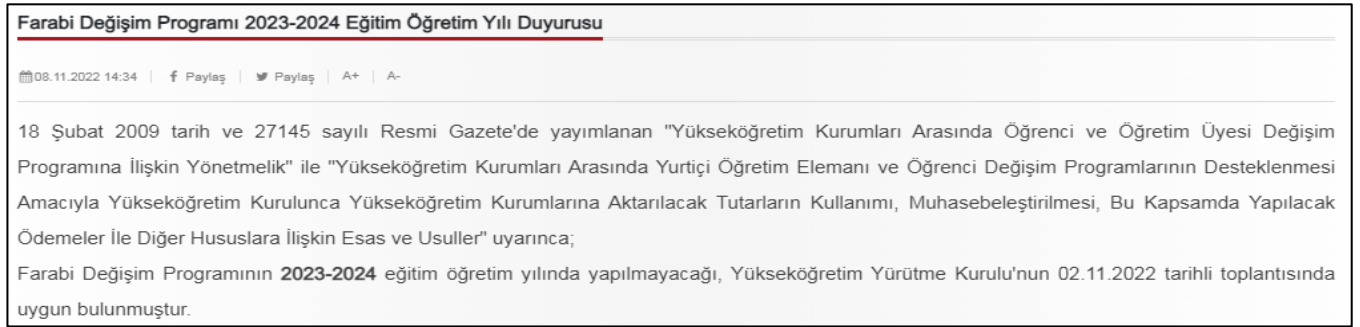 Farabi Değişim Programı 2023-2024 Eğitim Öğretim Yılı Duyurusu
08.11.2022 14:34 | f Paylaş | Paylaş | A+ | A-
18 Şubat 2009 tarih ve 27145 sayılı Resmi Gazete'de yayımlanan "Yükseköğretim Kurumları Arasında Öğrenci ve Öğretim Üyesi Değişim
Programına İlişkin Yönetmelik" ile "Yükseköğretim Kurumları Arasında Yurtiçi Öğretim Elemanı ve Öğrenci Değişim Programlarının Desteklenmesi
Amacıyla Yükseköğretim Kurulunca Yükseköğretim Kurumlarına Aktarılacak Tutarların Kullanımı, Muhasebeleştirilmesi, Bu Kapsamda Yapılacak
Ödemeler İle Diğer Hususlara İlişkin Esas ve Usuller" uyarınca;
Farabi Değişim Programının 2023-2024 eğitim öğretim yılında yapılmayacağı, Yükseköğretim Yürütme Kurulu'nun 02.11.2022 tarihli toplantısında
uygun bulunmuştur.